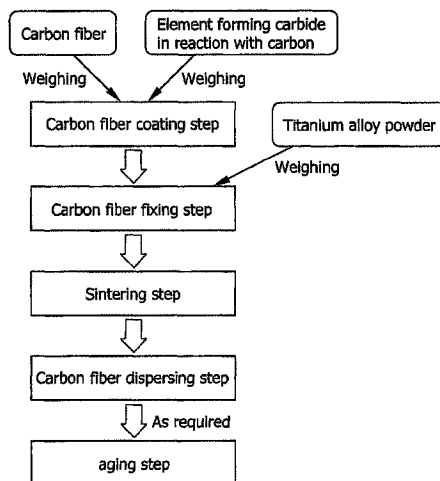 Carbon fiber
Element forming carbide
in reaction with carbon
Weighing
Weighing
Carbon fiber coating step
Titanium alloy powder
Weighing
Carbon fiber fixing step
Sintering step
Carbon fiber dispersing step
As required
aging step